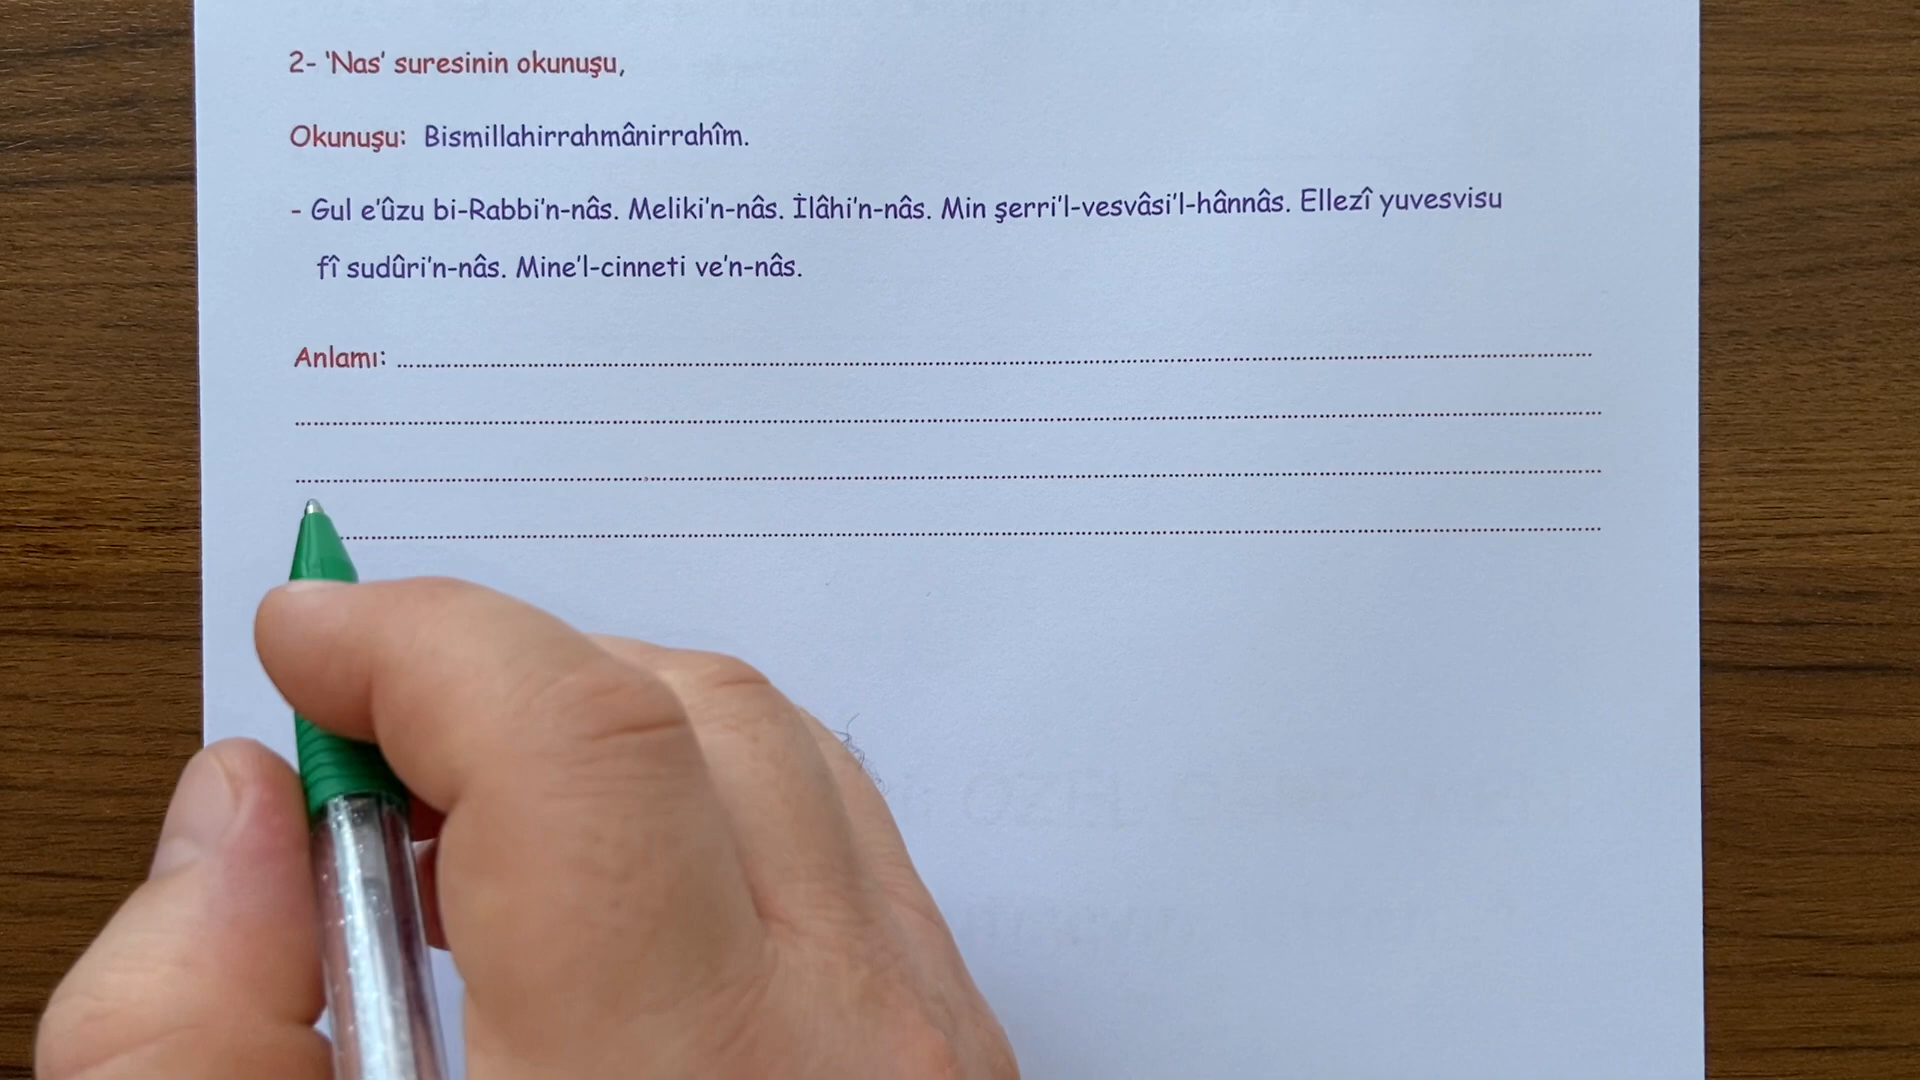 2- 'Nas' suresinin okunuşu,
Okunuşu: Bismillahirrahmânirrahîm.
- Gul e'ûzu bi-Rabbi'n-nâs. Meliki'n-nâs. İlâhi'n-nâs. Min şerri'l-vesvâsi'l-hânnâs. Ellezî yuvesvisu
fî sudûri'n-nâs. Mine'l-cinneti ve'n-nâs.
Anlamı: